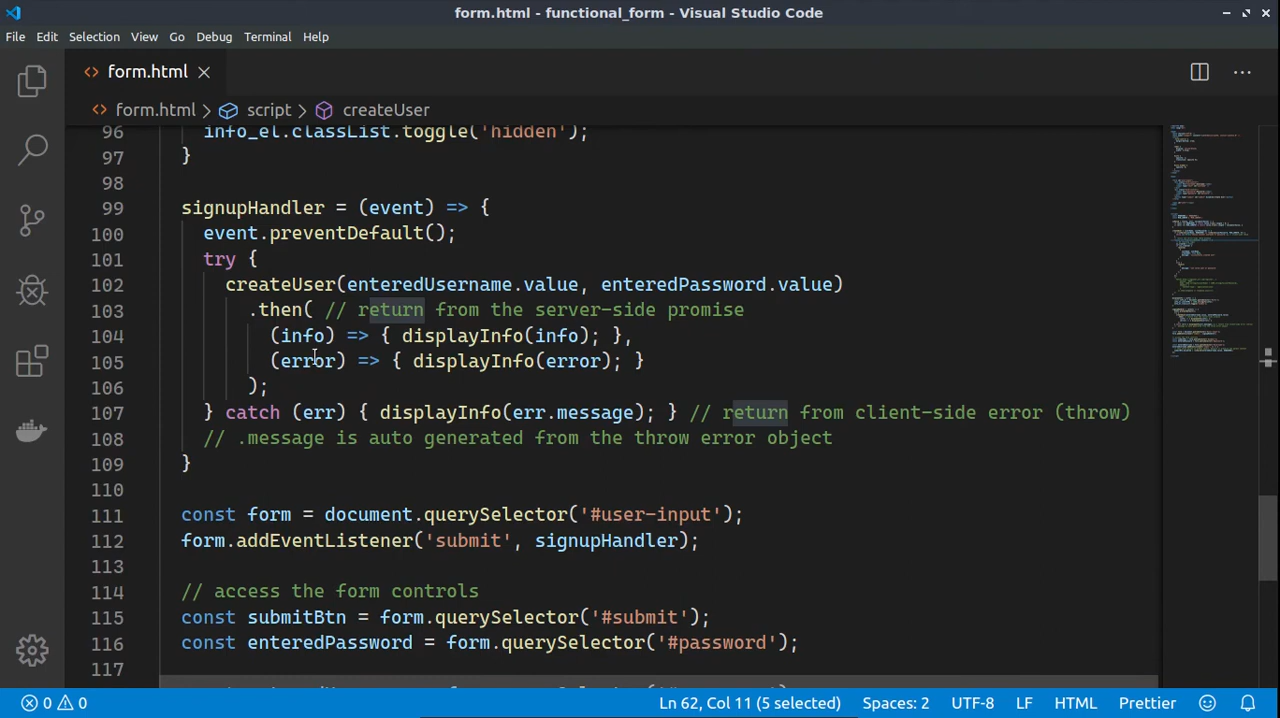 form.html - functional_form - Visual Studio Code
File Edit Selection View Go Debug Terminal Help
form.html
form.html > script > createUser
96 info_el.classList.toggle('hidden');
97 }
98
99 signupHandler = (event) => {
100 event.preventDefault();
101 try {
102 createUser(enteredUsername.value, enteredPassword.value)
103 .then( // return from the server-side promise
104 (info) => { displayInfo(info); },
105 (error) => { displayInfo(error); }
106 );
107 } catch (err) { displayInfo(err.message); } // return from client-side error (throw)
108 // .message is auto generated from the throw error object
109 }
110
111 const form = document.querySelector('#user-input');
112 form.addEventListener('submit', signupHandler);
113
114 // access the form controls
115 const submitBtn = form.querySelector('#submit');
116 const enteredPassword = form.querySelector('#password');
117
0 0 Ln 62, Col 11 (5 selected) Spaces: 2 UTF-8 LF HTML Prettier